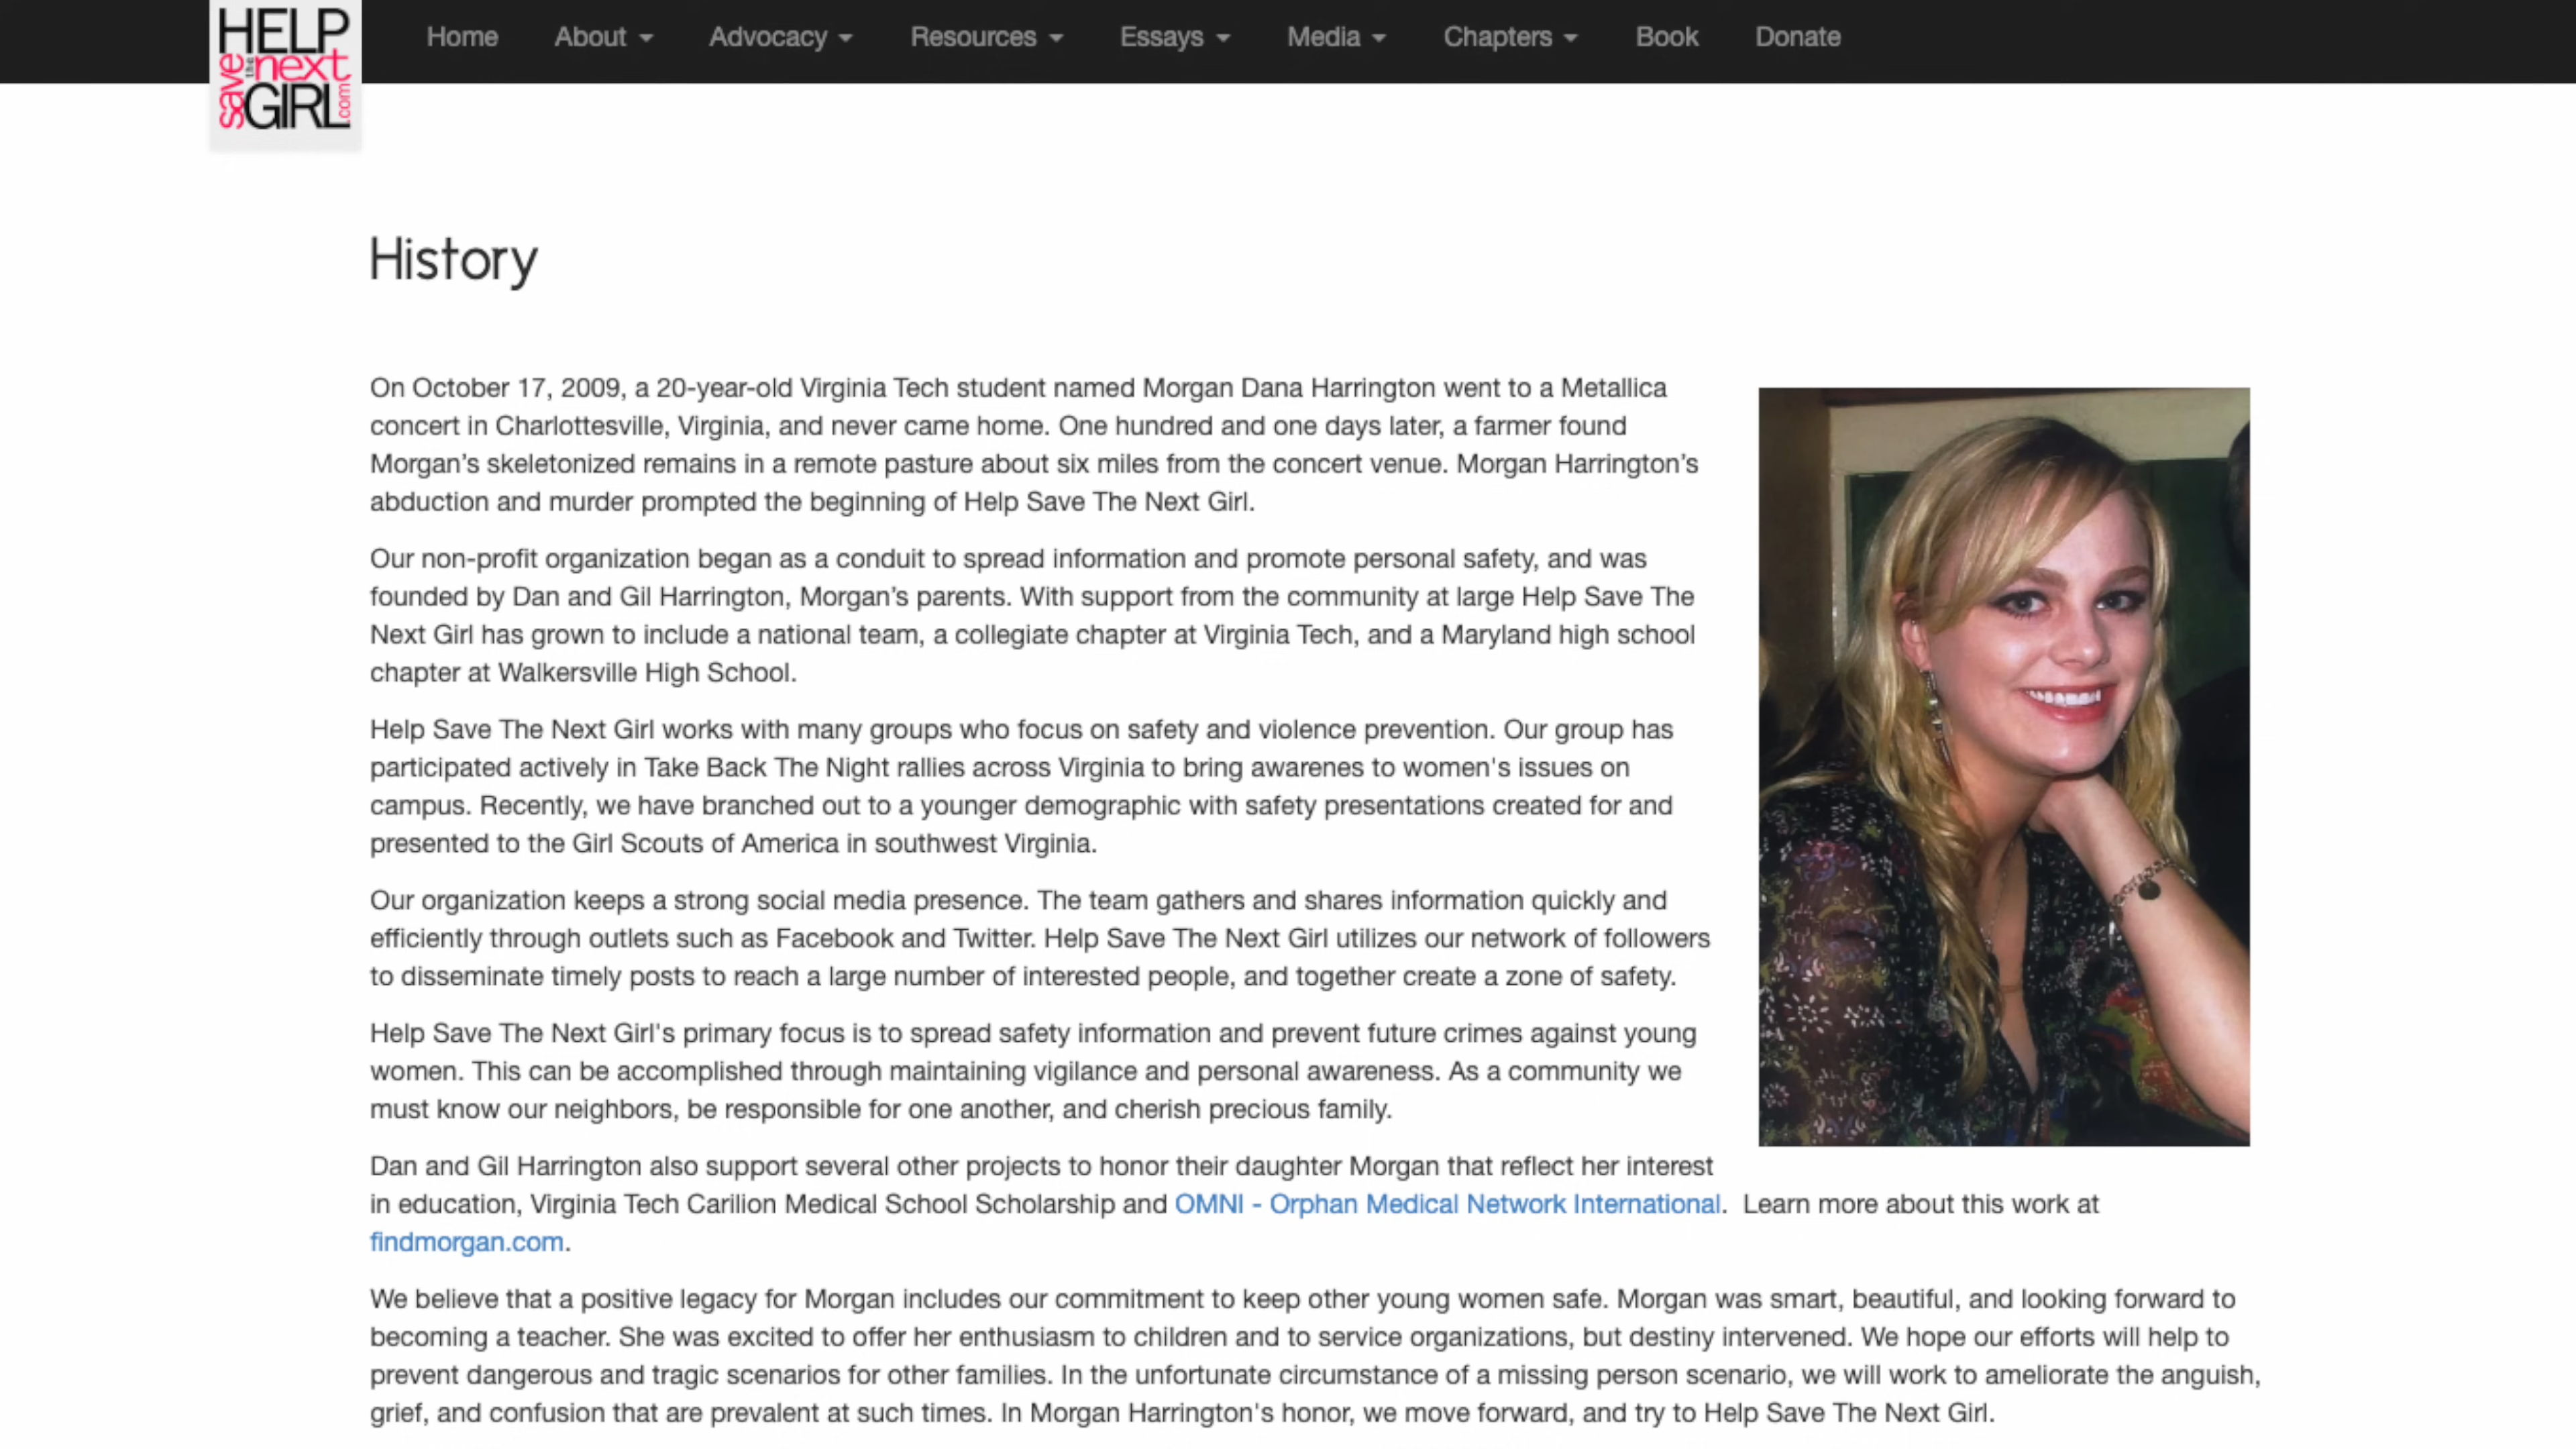 HELP
save the next
GIRL.com
Home About Advocacy Resources Essays Media Chapters Book Donate
History
On October 17, 2009, a 20-year-old Virginia Tech student named Morgan Dana Harrington went to a Metallica
concert in Charlottesville, Virginia, and never came home. One hundred and one days later, a farmer found
Morgan’s skeletonized remains in a remote pasture about six miles from the concert venue. Morgan Harrington’s
abduction and murder prompted the beginning of Help Save The Next Girl.
Our non-profit organization began as a conduit to spread information and promote personal safety, and was
founded by Dan and Gil Harrington, Morgan’s parents. With support from the community at large Help Save The
Next Girl has grown to include a national team, a collegiate chapter at Virginia Tech, and a Maryland high school
chapter at Walkersville High School.
Help Save The Next Girl works with many groups who focus on safety and violence prevention. Our group has
participated actively in Take Back The Night rallies across Virginia to bring awarenes to women's issues on
campus. Recently, we have branched out to a younger demographic with safety presentations created for and
presented to the Girl Scouts of America in southwest Virginia.
Our organization keeps a strong social media presence. The team gathers and shares information quickly and
efficiently through outlets such as Facebook and Twitter. Help Save The Next Girl utilizes our network of followers
to disseminate timely posts to reach a large number of interested people, and together create a zone of safety.
Help Save The Next Girl's primary focus is to spread safety information and prevent future crimes against young
women. This can be accomplished through maintaining vigilance and personal awareness. As a community we
must know our neighbors, be responsible for one another, and cherish precious family.
Dan and Gil Harrington also support several other projects to honor their daughter Morgan that reflect her interest
in education, Virginia Tech Carilion Medical School Scholarship and OMNI - Orphan Medical Network International. Learn more about this work at
findmorgan.com.
We believe that a positive legacy for Morgan includes our commitment to keep other young women safe. Morgan was smart, beautiful, and looking forward to
becoming a teacher. She was excited to offer her enthusiasm to children and to service organizations, but destiny intervened. We hope our efforts will help to
prevent dangerous and tragic scenarios for other families. In the unfortunate circumstance of a missing person scenario, we will work to ameliorate the anguish,
grief, and confusion that are prevalent at such times. In Morgan Harrington's honor, we move forward, and try to Help Save The Next Girl.